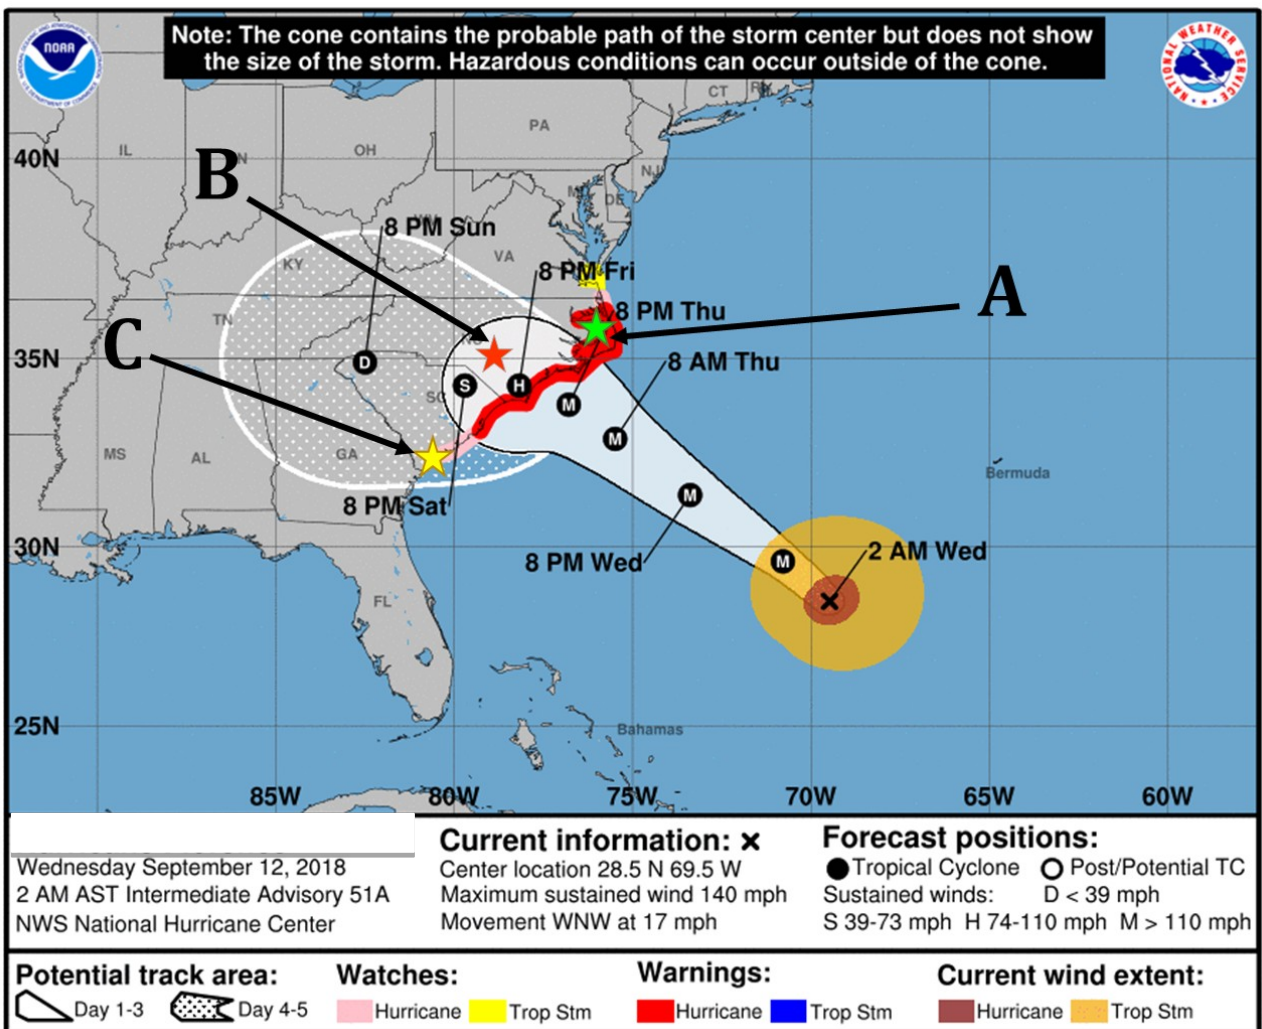 Note: The cone contains the probable path of the storm center but does not show
the size of the storm. Hazardous conditions can occur outside of the cone.
NOAA
NATIONAL WEATHER SERVICE
CT
PA
40N
IL
OH
NJ
B
DE
A
8 PM Sun
VA
KY
8 PM Fri
8 PM Thu
TN
C
35N
8 AM Thu
D
S
H
SC
M
M
MS
AL
GA
Bermuda
M
8 PM Sat
30N
2 AM Wed
8 PM Wed
M
FL
25N
Bahamas
85W
80W
75W
70W
65W
60W
Wednesday September 12, 2018
2 AM AST Intermediate Advisory 51A
NWS National Hurricane Center
Current information: ×
Center location 28.5 N 69.5 W
Maximum sustained wind 140 mph
Movement WNW at 17 mph
Forecast positions:
Tropical Cyclone
Post/Potential TC
Sustained winds: D < 39 mph
S 39-73 mph H 74-110 mph M > 110 mph
Potential track area:
Day 1-3
Day 4-5
Watches:
Hurricane
Trop Stm
Warnings:
Hurricane
Trop Stm
Current wind extent:
Hurricane
Trop Stm